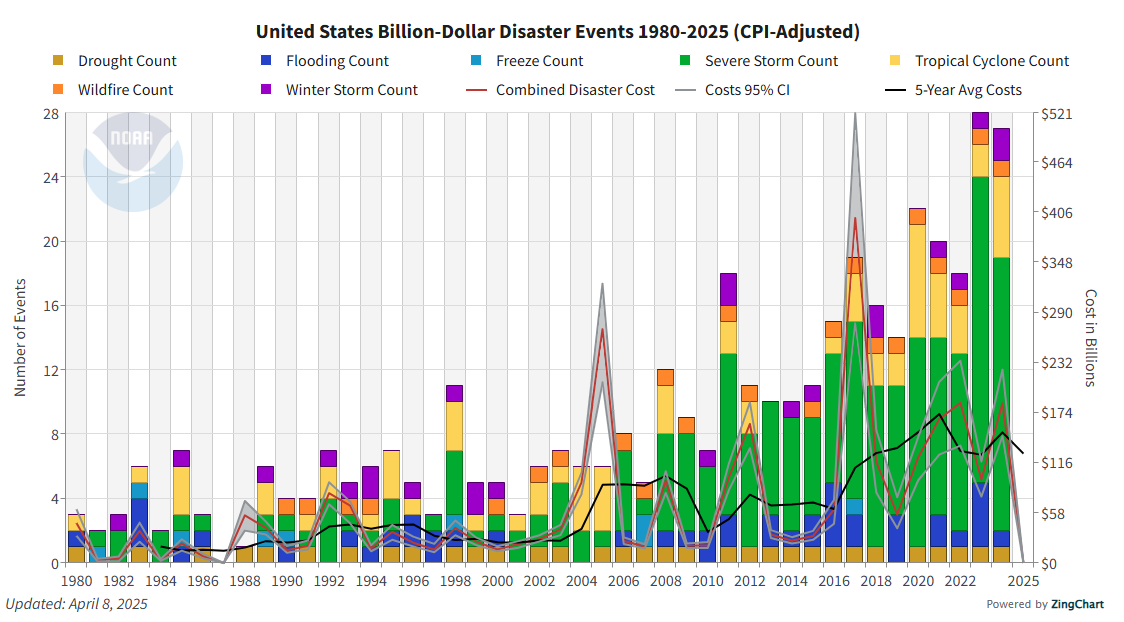 United States Billion-Dollar Disaster Events 1980-2025 (CPI-Adjusted)
Drought Count Flooding Count Freeze Count Severe Storm Count Tropical Cyclone Count
Wildfire Count Winter Storm Count Combined Disaster Cost Costs 95% CI 5-Year Avg Costs
NOAA
28 $521
24 $464
$406
20
$348
16 $290
12 $232
$174
8
$116
4 $58
0 $0
Number of Events
Cost in Billions
1980 1982 1984 1986 1988 1990 1992 1994 1996 1998 2000 2002 2004 2006 2008 2010 2012 2014 2016 2018 2020 2022 2025
Updated: April 8, 2025
Powered by ZingChart